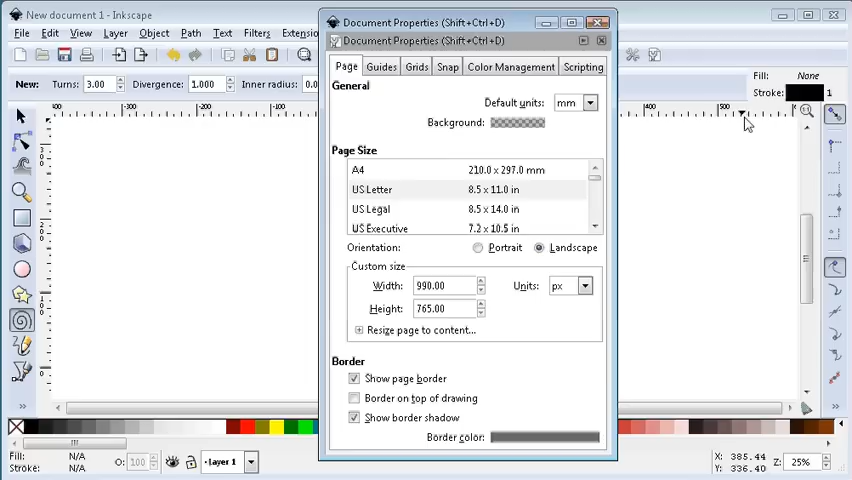 New document 1 - Inkscape
Document Properties (Shift+Ctrl+D)
File Edit View Layer Object Path Text Filters Extensio
Document Properties (Shift+Ctrl+D)
Page Guides Grids Snap Color Management Scripting
New: Turns: 3.00 Divergence: 1.000 Inner radius: 0.0
Fill: None
Stroke: 1
General
Default units: mm
Background:
Page Size
A4 210.0 x 297.0 mm
US Letter 8.5 x 11.0 in
US Legal 8.5 x 14.0 in
US Executive 7.2 x 10.5 in
Orientation: Portrait Landscape
Custom size
Width: 990.00 Units: px
Height: 765.00
Resize page to content...
Border
Show page border
Border on top of drawing
Show border shadow
Border color:
Fill: N/A
Stroke: N/A
O: 100
Layer 1
X: 385.44
Y: 336.40
Z: 25%